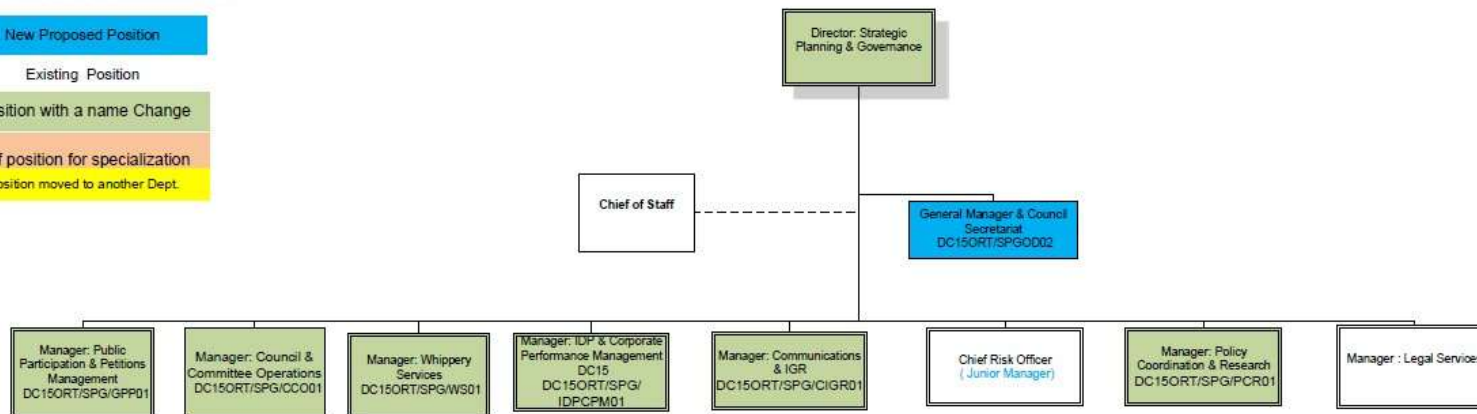 New Proposed Position
Existing Position
sition with a name Change
f position for specialization
osition moved to another Dept.
Director: Strategic
Planning & Governance
Chief of Staff
General Manager & Council
Secretariat
DC15ORT/SPGOD02
Manager: Public
Participation & Petitions
Management
DC15ORT/SPG/GPP01
Manager: Council &
Committee Operations
DC15ORT/SPG/CCO01
Manager: Whippery
Services
DC15ORT/SPG/WS01
Manager: IDP & Corporate
Performance Management
DC15
DC15ORT/SPG/
IDPCPM01
Manager: Communications
& IGR
DC15ORT/SPG/CIGR01
Chief Risk Officer
( Junior Manager)
Manager: Policy
Coordination & Research
DC15ORT/SPG/PCR01
Manager : Legal Services